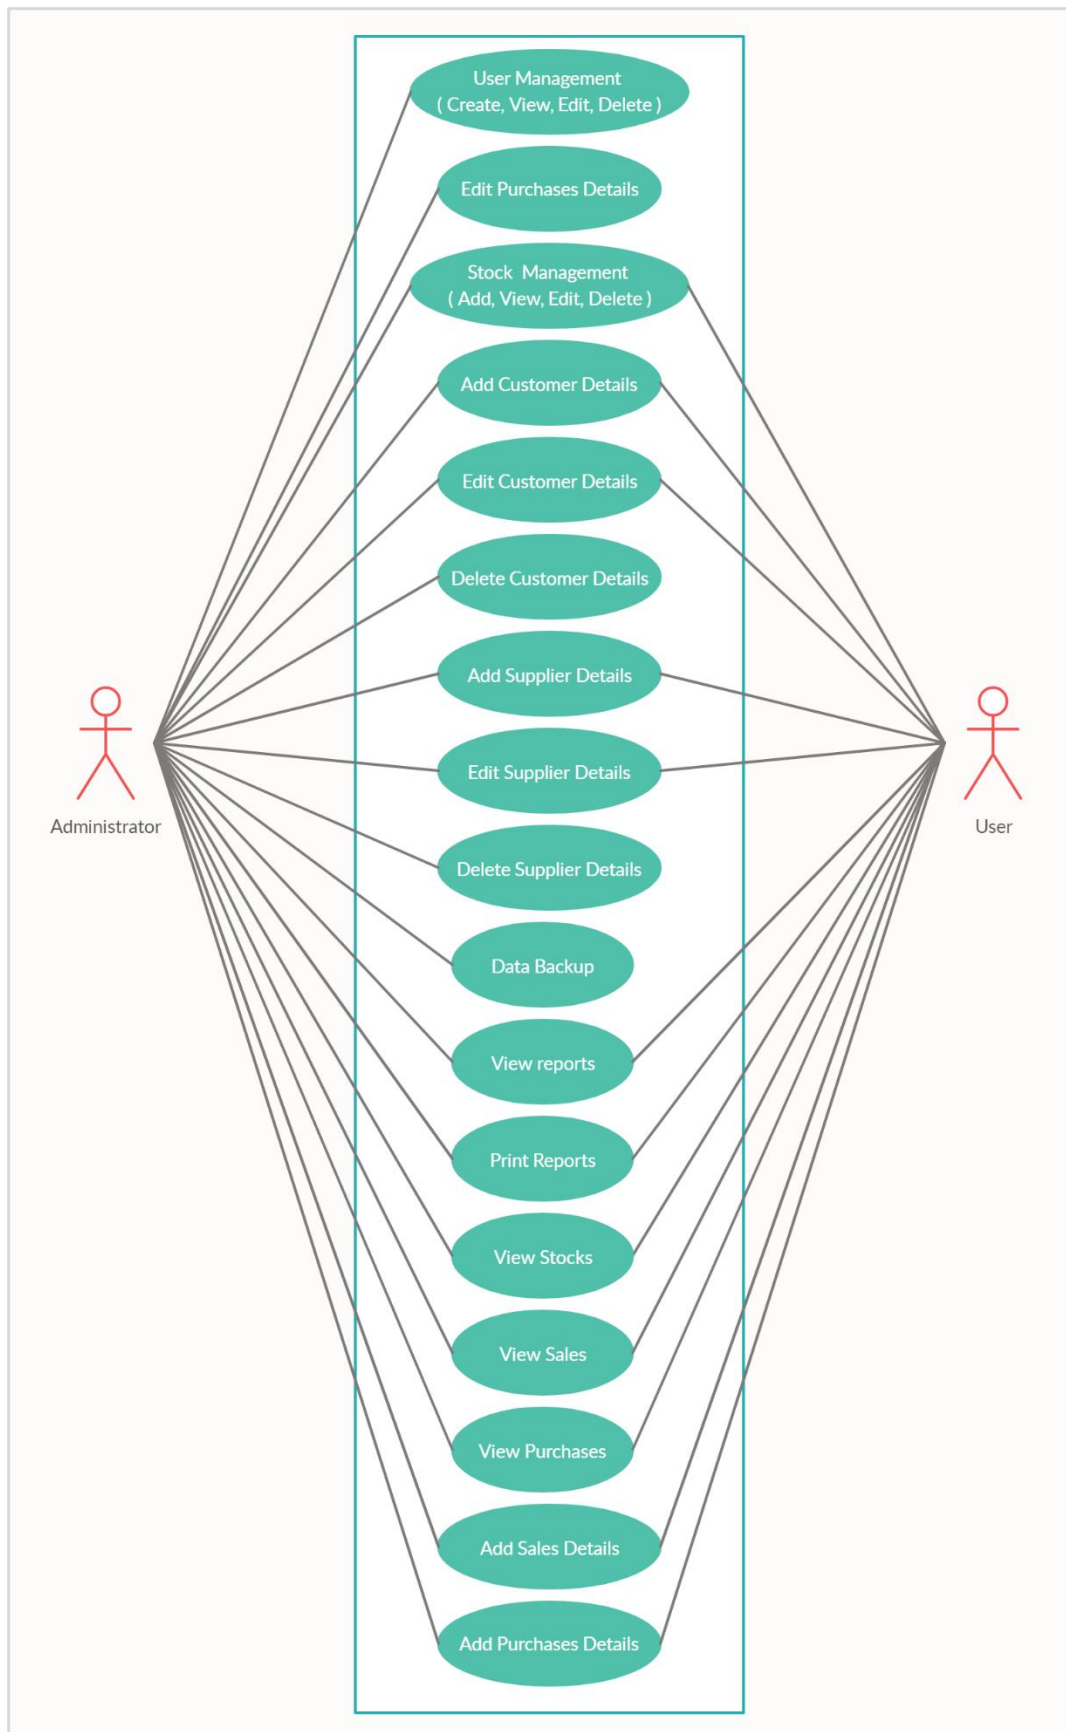 User Management
( Create, View, Edit, Delete )
Edit Purchases Details
Stock  Management
( Add, View, Edit, Delete )
Add Customer Details
Edit Customer Details
Delete Customer Details
Add Supplier Details
Edit Supplier Details
Administrator
User
Delete Supplier Details
Data Backup
View reports
Print Reports
View Stocks
View Sales
View Purchases
Add Sales Details
Add Purchases Details